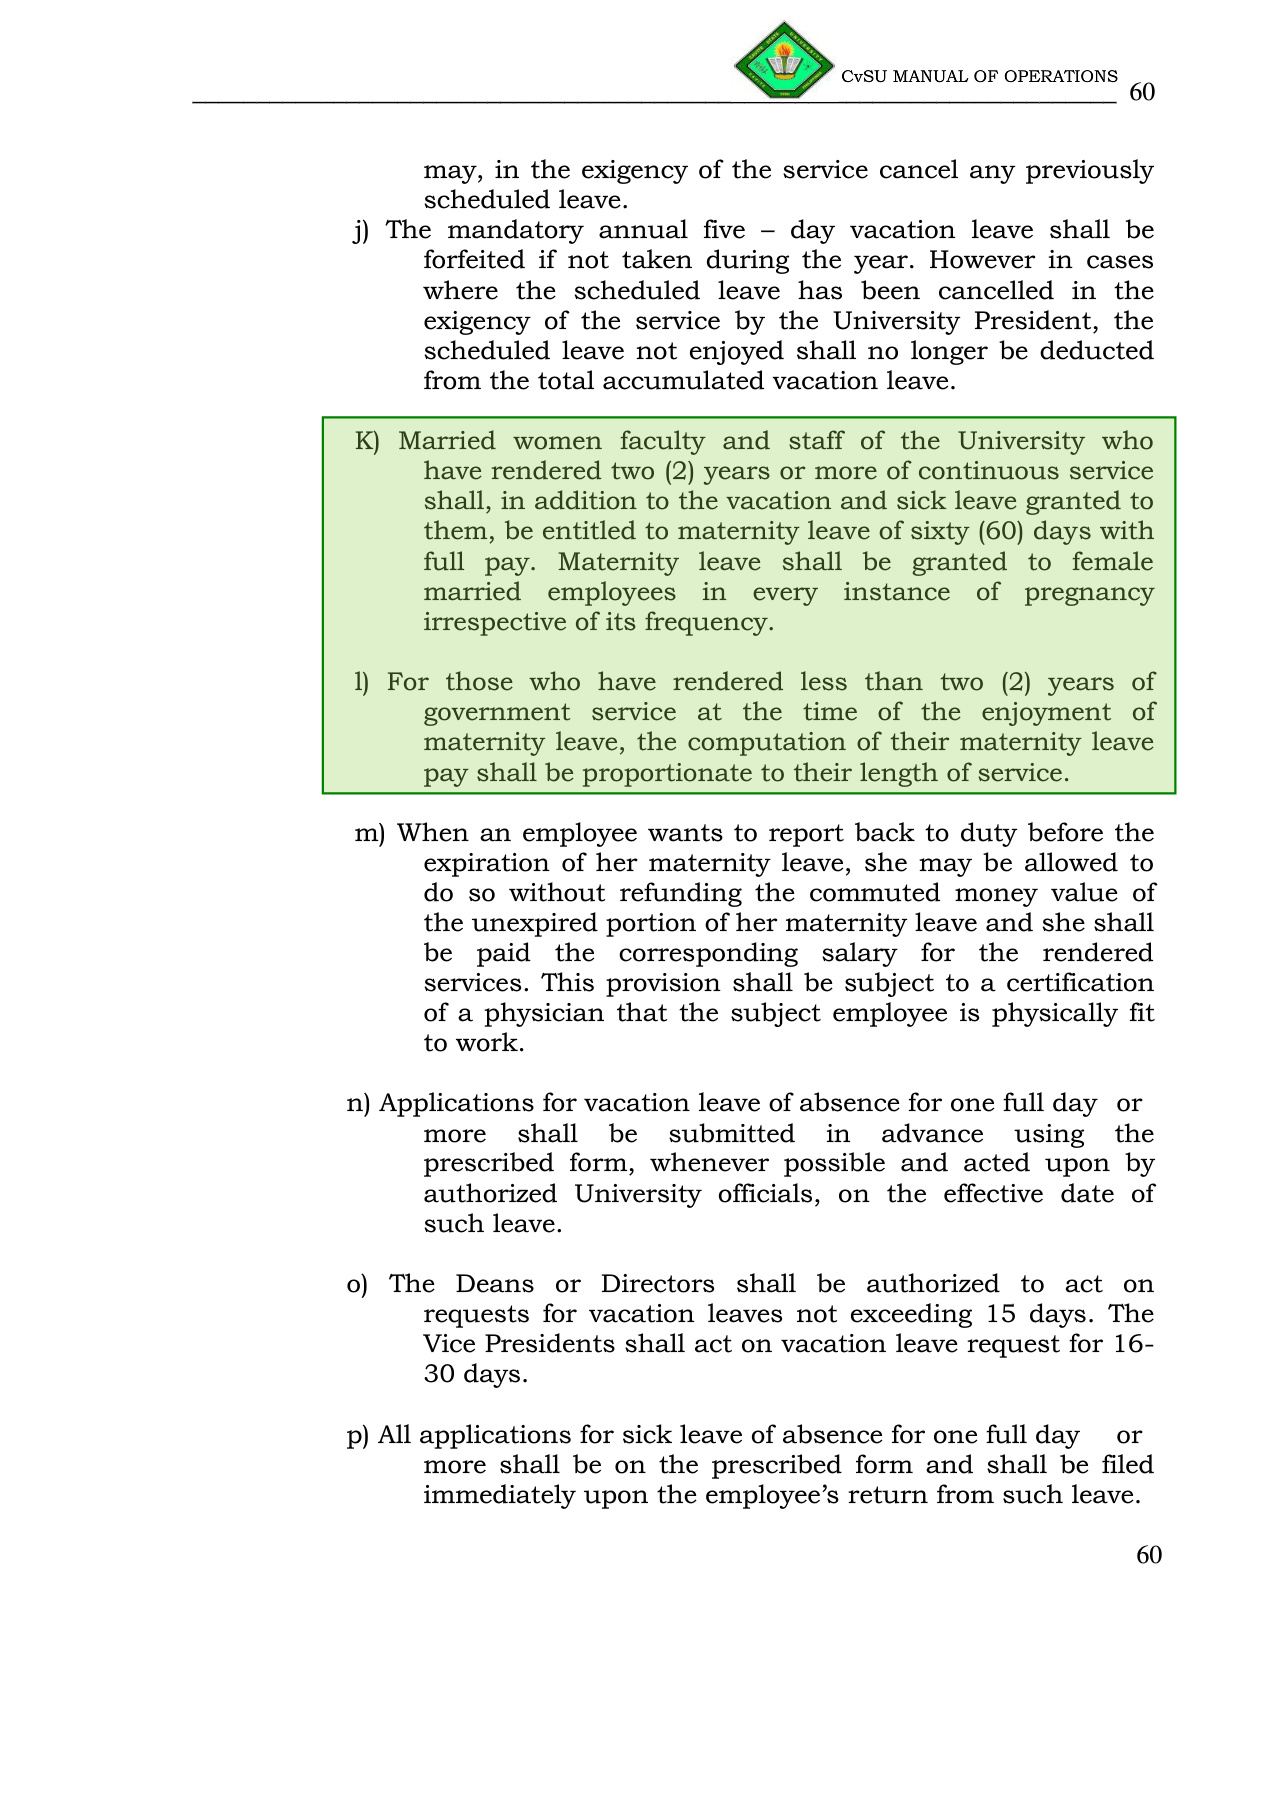 CvSU MANUAL OF OPERATIONS
60
may, in the exigency of the service cancel any previously
scheduled leave.
j) The mandatory annual five – day vacation leave shall be
forfeited if not taken during the year. However in cases
where the scheduled leave has been cancelled in the
exigency of the service by the University President, the
scheduled leave not enjoyed shall no longer be deducted
from the total accumulated vacation leave.
K) Married women faculty and staff of the University who
have rendered two (2) years or more of continuous service
shall, in addition to the vacation and sick leave granted to
them, be entitled to maternity leave of sixty (60) days with
full pay. Maternity leave shall be granted to female
married employees in every instance of pregnancy
irrespective of its frequency.
l) For those who have rendered less than two (2) years of
government service at the time of the enjoyment of
maternity leave, the computation of their maternity leave
pay shall be proportionate to their length of service.
m) When an employee wants to report back to duty before the
expiration of her maternity leave, she may be allowed to
do so without refunding the commuted money value of
the unexpired portion of her maternity leave and she shall
be paid the corresponding salary for the rendered
services. This provision shall be subject to a certification
of a physician that the subject employee is physically fit
to work.
n) Applications for vacation leave of absence for one full day or
more shall be submitted in advance using the
prescribed form, whenever possible and acted upon by
authorized University officials, on the effective date of
such leave.
o) The Deans or Directors shall be authorized to act on
requests for vacation leaves not exceeding 15 days. The
Vice Presidents shall act on vacation leave request for 16-
30 days.
p) All applications for sick leave of absence for one full day or
more shall be on the prescribed form and shall be filed
immediately upon the employee’s return from such leave.
60